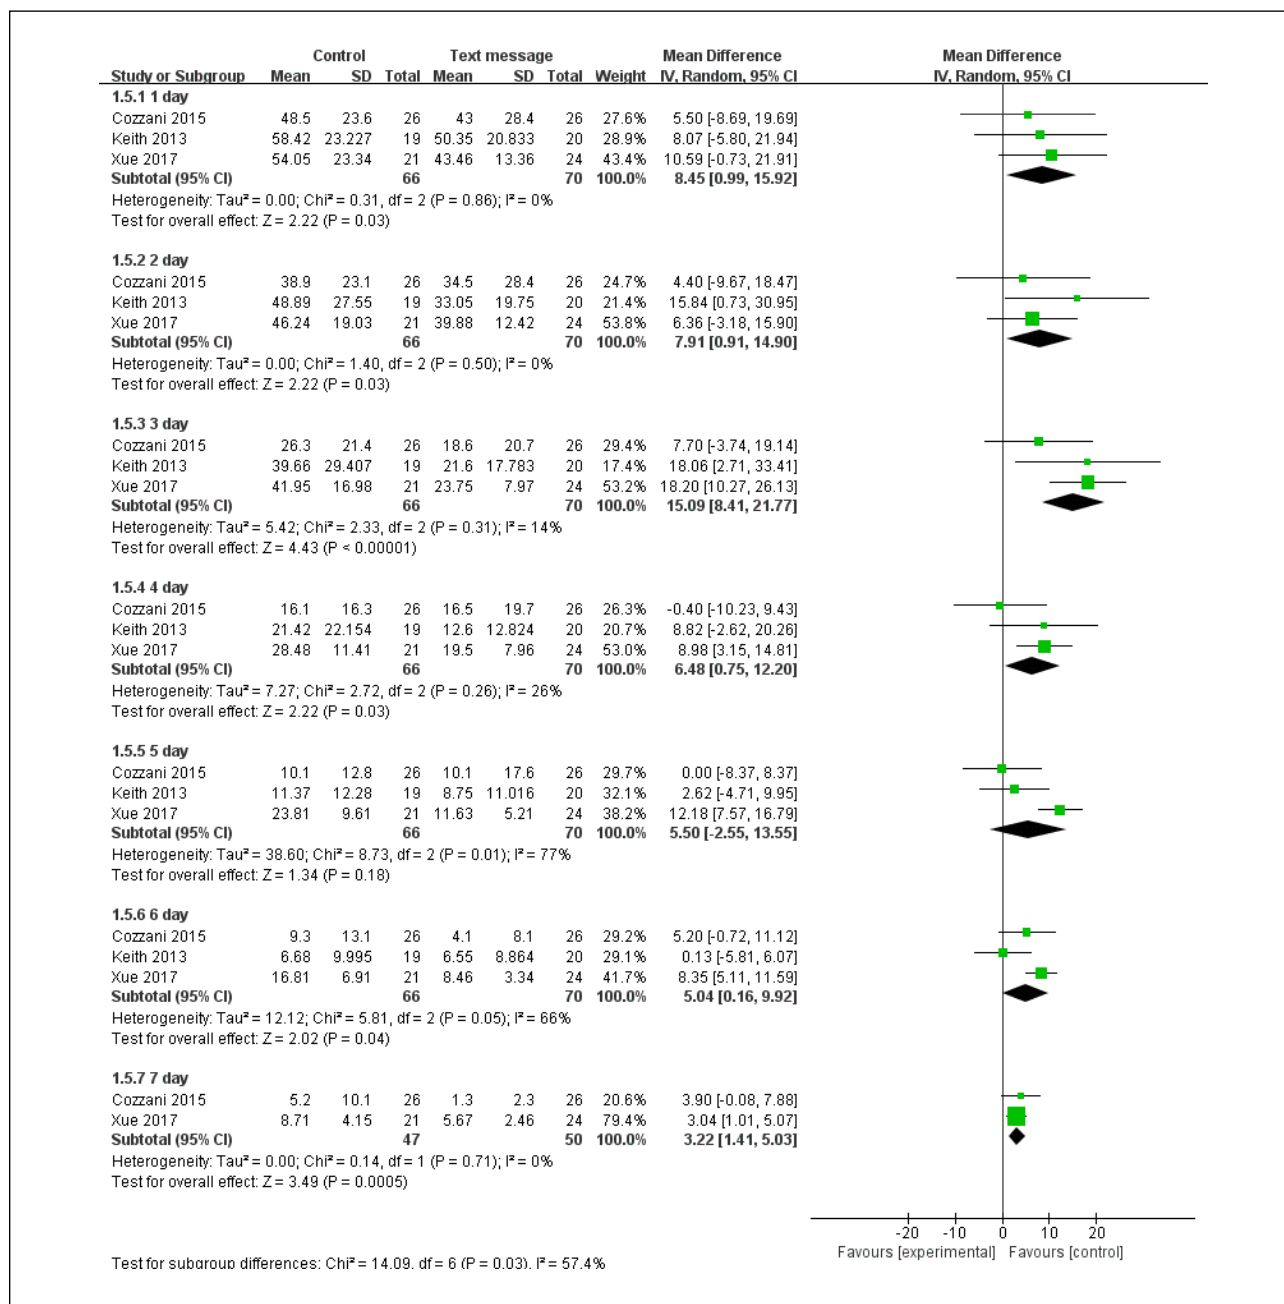 Control Text message Mean Difference Mean Difference
Study or Subgroup Mean SD Total Mean SD Total Weight IV, Random, 95% CI IV, Random, 95% CI
1.5.1 1 day
Cozzani 2015 48.5 23.6 26 43 28.4 26 27.6% 5.50 [-8.69, 19.69]
Keith 2013 58.42 23.227 19 50.35 20.833 20 28.9% 8.07 [-5.80, 21.94]
Xue 2017 54.05 23.34 21 43.46 13.36 24 43.4% 10.59 [-0.73, 21.91]
Subtotal (95% CI) 66 70 100.0% 8.45 [0.99, 15.92]
Heterogeneity: Tau² = 0.00; Chi² = 0.31, df = 2 (P = 0.86); I² = 0%
Test for overall effect: Z = 2.22 (P = 0.03)
1.5.2 2 day
Cozzani 2015 38.9 23.1 26 34.5 28.4 26 24.7% 4.40 [-9.67, 18.47]
Keith 2013 48.89 27.55 19 33.05 19.75 20 21.4% 15.84 [0.73, 30.95]
Xue 2017 46.24 19.03 21 39.88 12.42 24 53.8% 6.36 [-3.18, 15.90]
Subtotal (95% CI) 66 70 100.0% 7.91 [0.91, 14.90]
Heterogeneity: Tau² = 0.00; Chi² = 1.40, df = 2 (P = 0.50); I² = 0%
Test for overall effect: Z = 2.22 (P = 0.03)
1.5.3 3 day
Cozzani 2015 26.3 21.4 26 18.6 20.7 26 29.4% 7.70 [-3.74, 19.14]
Keith 2013 39.66 29.407 19 21.6 17.783 20 17.4% 18.06 [2.71, 33.41]
Xue 2017 41.95 16.98 21 23.75 7.97 24 53.2% 18.20 [10.27, 26.13]
Subtotal (95% CI) 66 70 100.0% 15.09 [8.41, 21.77]
Heterogeneity: Tau² = 5.42; Chi² = 2.33, df = 2 (P = 0.31); I² = 14%
Test for overall effect: Z = 4.43 (P < 0.00001)
1.5.4 4 day
Cozzani 2015 16.1 16.3 26 16.5 19.7 26 26.3% -0.40 [-10.23, 9.43]
Keith 2013 21.42 22.154 19 12.6 12.824 20 20.7% 8.82 [-2.62, 20.26]
Xue 2017 28.48 11.41 21 19.5 7.96 24 53.0% 8.98 [3.15, 14.81]
Subtotal (95% CI) 66 70 100.0% 6.48 [0.75, 12.20]
Heterogeneity: Tau² = 7.27; Chi² = 2.72, df = 2 (P = 0.26); I² = 26%
Test for overall effect: Z = 2.22 (P = 0.03)
1.5.5 5 day
Cozzani 2015 10.1 12.8 26 10.1 17.6 26 29.7% 0.00 [-8.37, 8.37]
Keith 2013 11.37 12.28 19 8.75 11.016 20 32.1% 2.62 [-4.71, 9.95]
Xue 2017 23.81 9.61 21 11.63 5.21 24 38.2% 12.18 [7.57, 16.79]
Subtotal (95% CI) 66 70 100.0% 5.50 [-2.55, 13.55]
Heterogeneity: Tau² = 38.60; Chi² = 8.73, df = 2 (P = 0.01); I² = 77%
Test for overall effect: Z = 1.34 (P = 0.18)
1.5.6 6 day
Cozzani 2015 9.3 13.1 26 4.1 8.1 26 29.2% 5.20 [-0.72, 11.12]
Keith 2013 6.68 9.995 19 6.55 8.864 20 29.1% 0.13 [-5.81, 6.07]
Xue 2017 16.81 6.91 21 8.46 3.34 24 41.7% 8.35 [5.11, 11.59]
Subtotal (95% CI) 66 70 100.0% 5.04 [0.16, 9.92]
Heterogeneity: Tau² = 12.12; Chi² = 5.81, df = 2 (P = 0.05); I² = 66%
Test for overall effect: Z = 2.02 (P = 0.04)
1.5.7 7 day
Cozzani 2015 5.2 10.1 26 1.3 2.3 26 20.6% 3.90 [-0.08, 7.88]
Xue 2017 8.71 4.15 21 5.67 2.46 24 79.4% 3.04 [1.01, 5.07]
Subtotal (95% CI) 47 50 100.0% 3.22 [1.41, 5.03]
Heterogeneity: Tau² = 0.00; Chi² = 0.14, df = 1 (P = 0.71); I² = 0%
Test for overall effect: Z = 3.49 (P = 0.0005)
-20 -10 0 10 20
Favours [experimental] Favours [control]
Test for subgroup differences: Chi² = 14.09, df = 6 (P = 0.03), I² = 57.4%